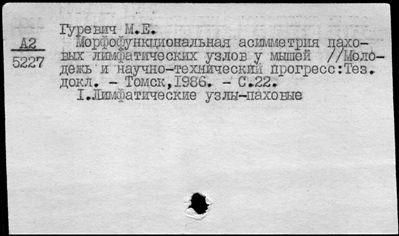 Гуревич М.Е.
А2 Морфофункциональная асимметрия пахо-
5227 вых лимфатических узлов у мышей //Моло-
дежь и научно-технический прогресс:Тез.
докл. - Томск,1986. - С.22.
I.Лимфатические узлы-паховые